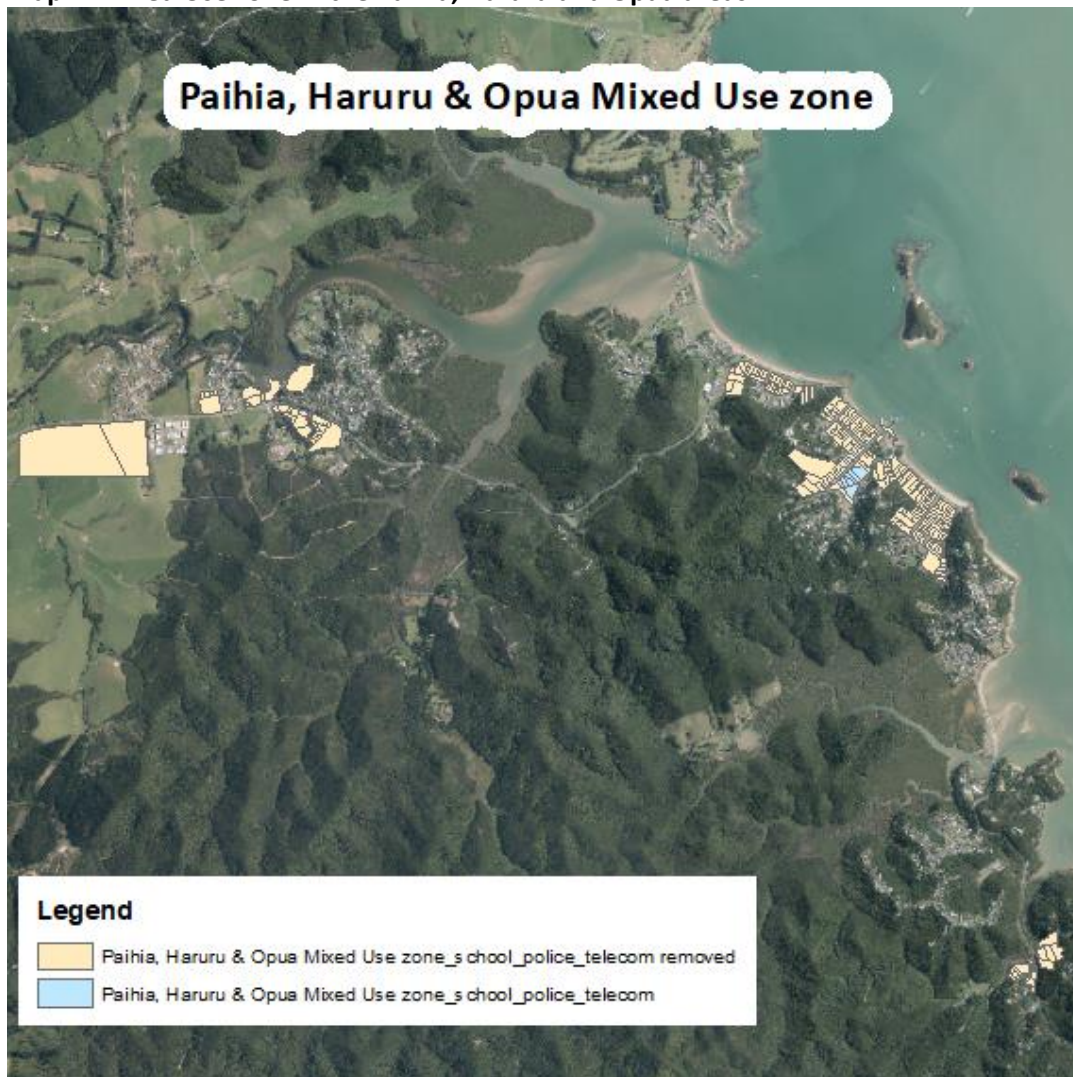 Paihia, Haruru & Opua Mixed Use zone
Legend
Paihia, Haruru & Opua Mixed Use zone_school_police_telecom removed
Paihia, Haruru & Opua Mixed Use zone_school_police_telecom